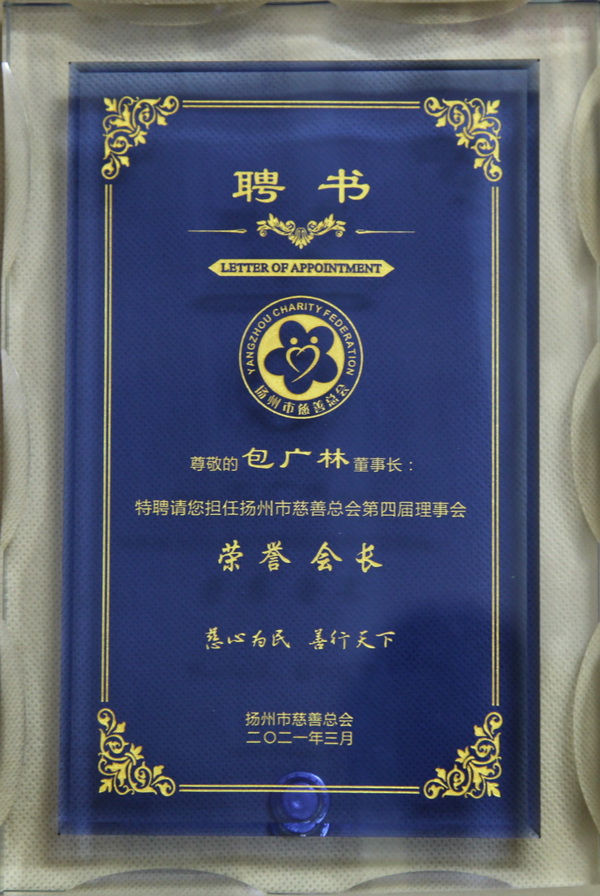 聘 书
LETTER OF APPOINTMENT
YANGZHOU CHARITY FEDERATION
扬州市慈善总会
尊敬的包广林董事长：
特聘请您担任扬州市慈善总会第四届理事会
荣誉 会长
慈心为民 善行天下
扬州市慈善总会
二〇二一年三月